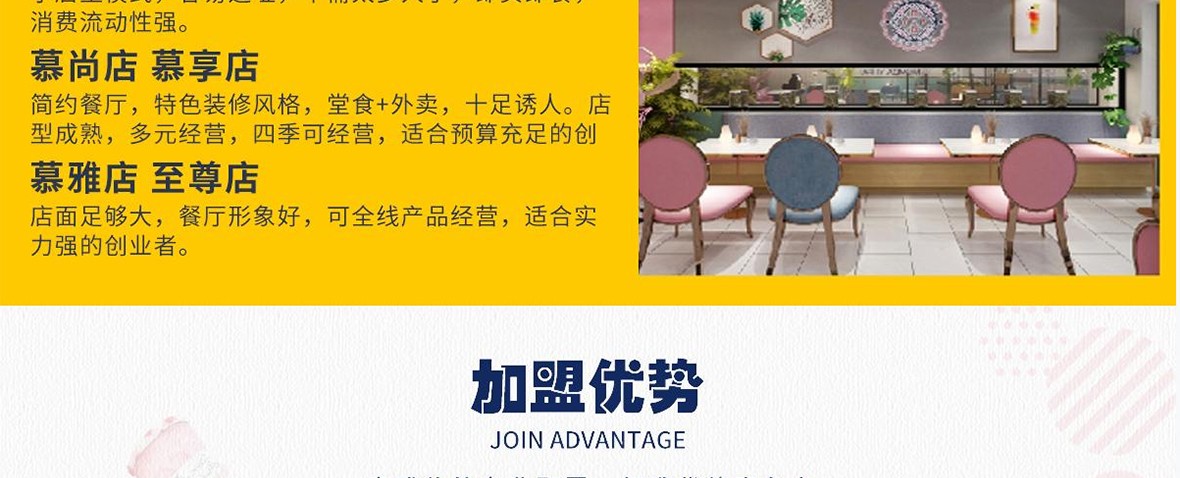 消费流动性强。
慕尚店 慕享店
简约餐厅，特色装修风格，堂食+外卖，十足诱人。店
型成熟，多元经营，四季可经营，适合预算充足的创
慕雅店 至尊店
店面足够大，餐厅形象好，可全线产品经营，适合实
力强的创业者。
加盟优势
JOIN ADVANTAGE